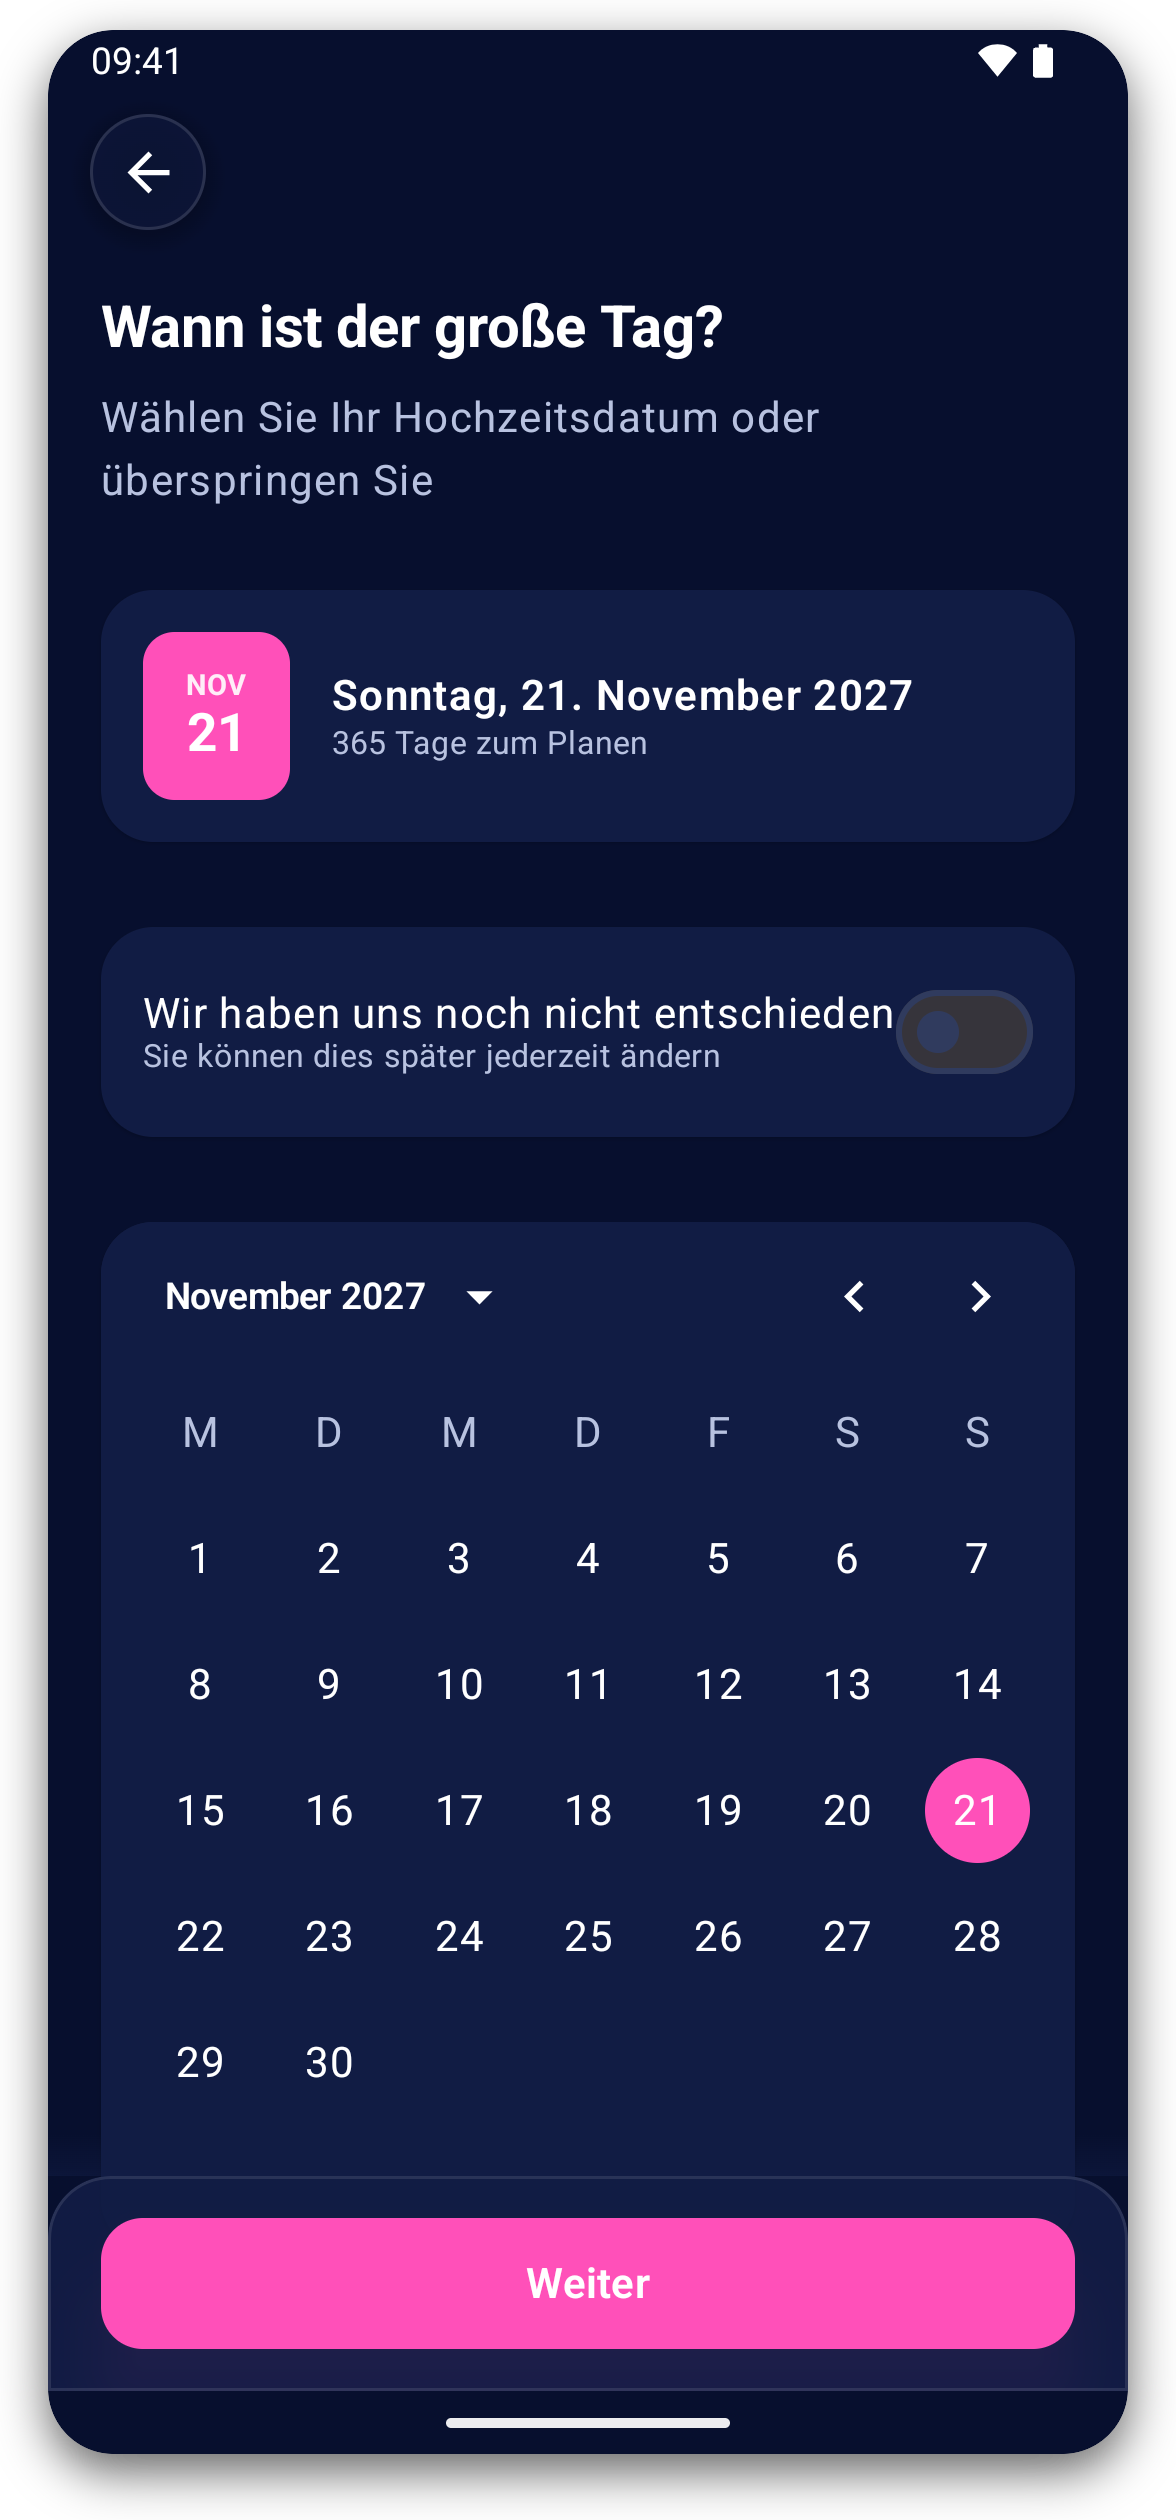 09:41
Wann ist der große Tag?
Wählen Sie Ihr Hochzeitsdatum oder
überspringen Sie
NOV
21
Sonntag, 21. November 2027
365 Tage zum Planen
Wir haben uns noch nicht entschieden
Sie können dies später jederzeit ändern
November 2027
M D M D F S S
1 2 3 4 5 6 7
8 9 10 11 12 13 14
15 16 17 18 19 20 21
22 23 24 25 26 27 28
29 30
Weiter